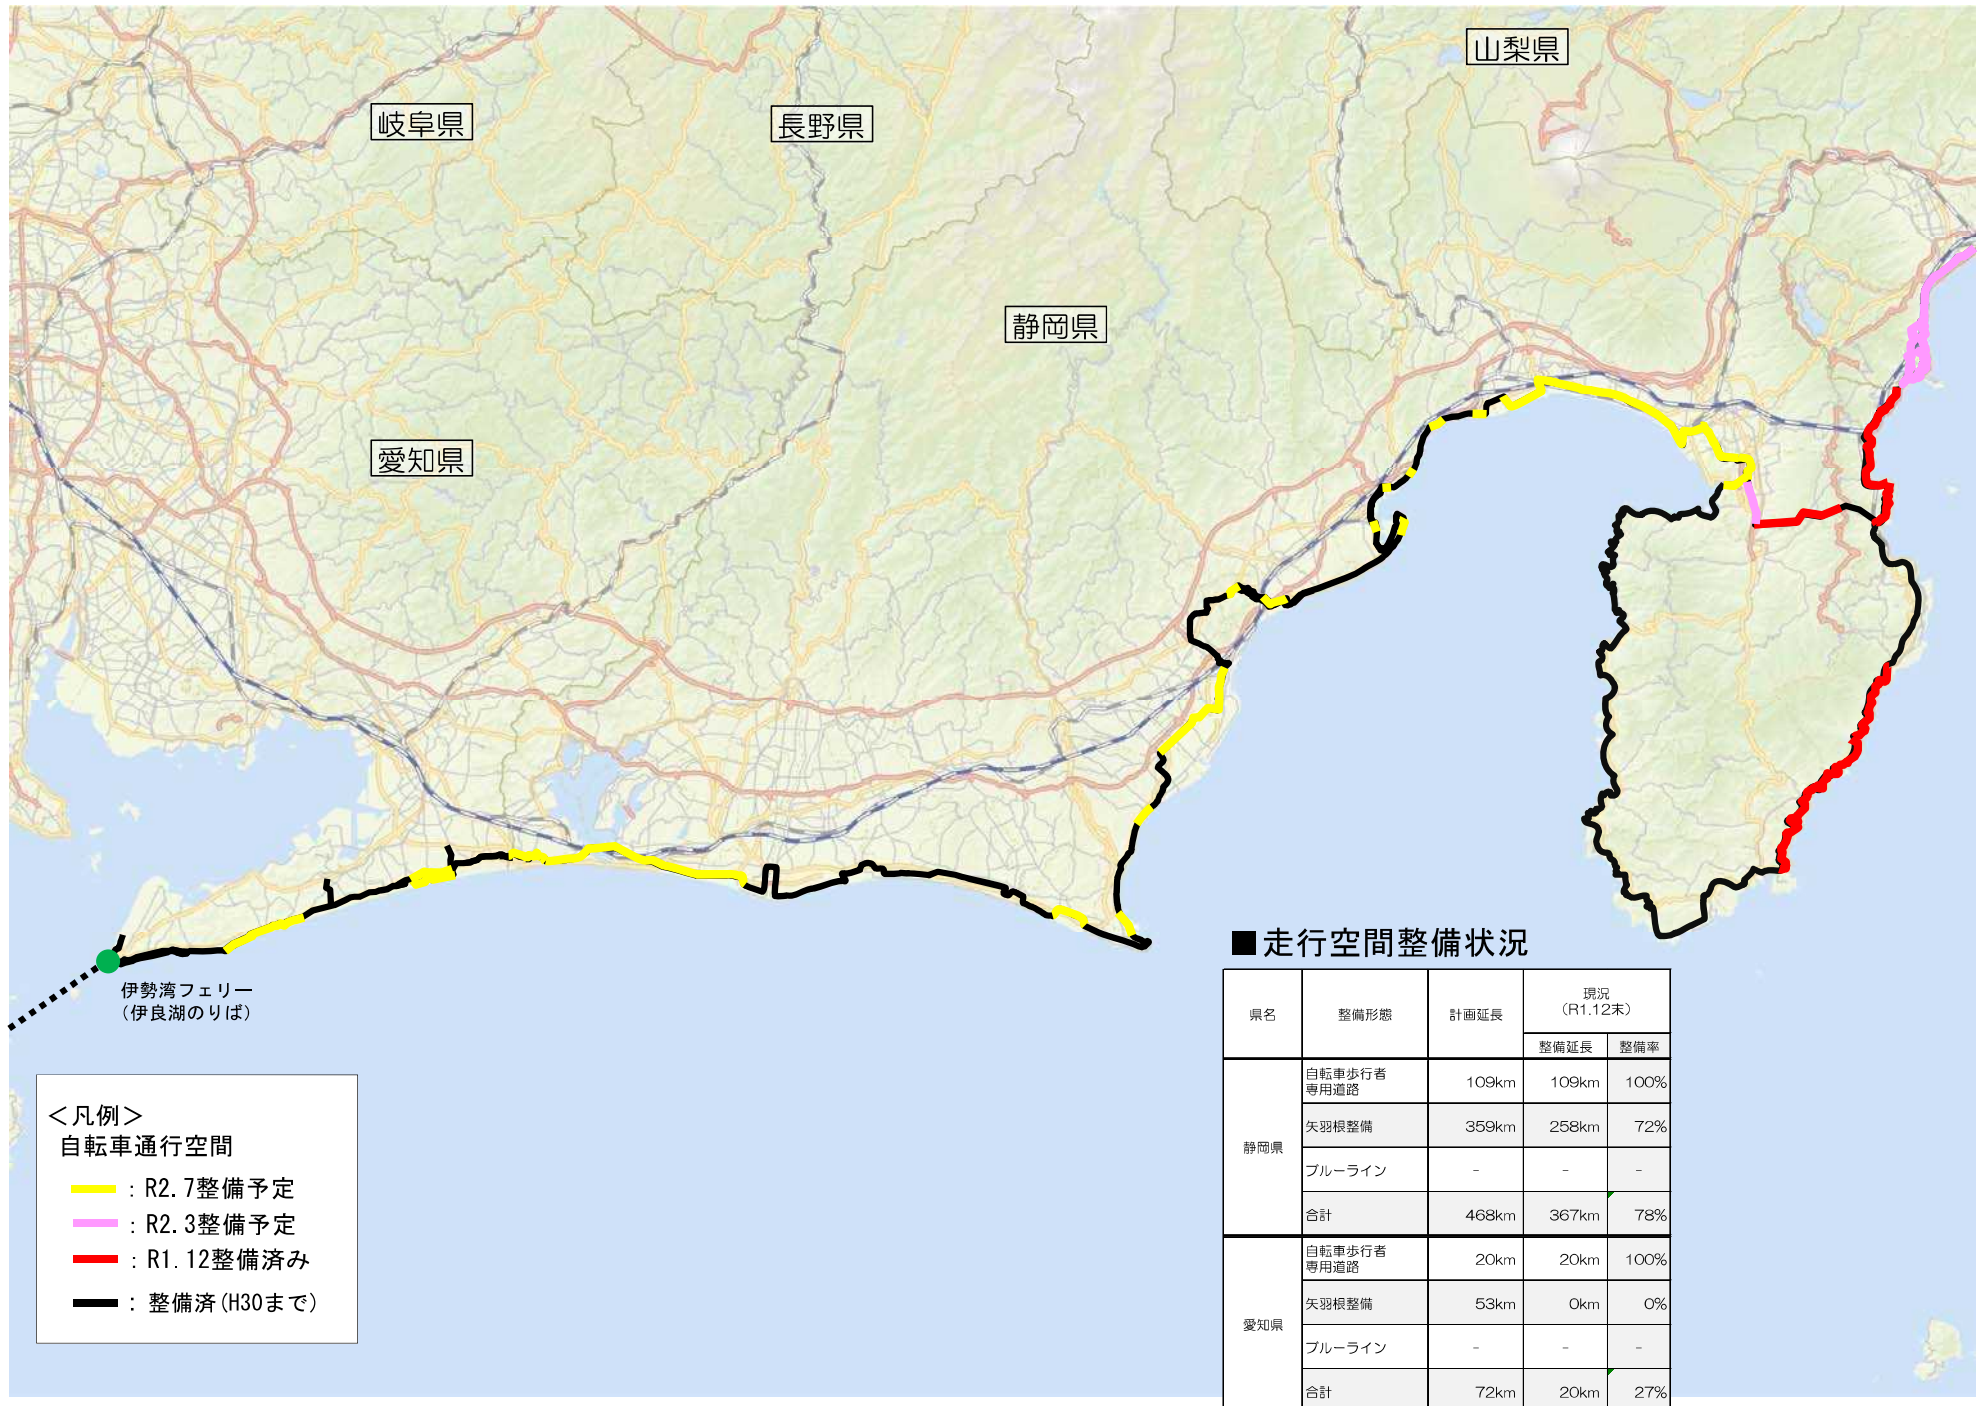 山梨県
岐阜県
長野県
静岡県
愛知県
伊勢湾フェリー
(伊良湖のりば)
■走行空間整備状況
県名 整備形態 計画延長 現況
(R1.12末)
整備延長 整備率
静岡県
自転車歩行者
専用道路 109km 109km 100%
矢羽根整備 359km 258km 72%
ブルーライン - - -
合計 468km 367km 78%
愛知県
自転車歩行者
専用道路 20km 20km 100%
矢羽根整備 53km 0km 0%
ブルーライン - - -
合計 72km 20km 27%
＜凡例＞
自転車通行空間
：R2.7整備予定
：R2.3整備予定
：R1.12整備済み
：整備済(H30まで)